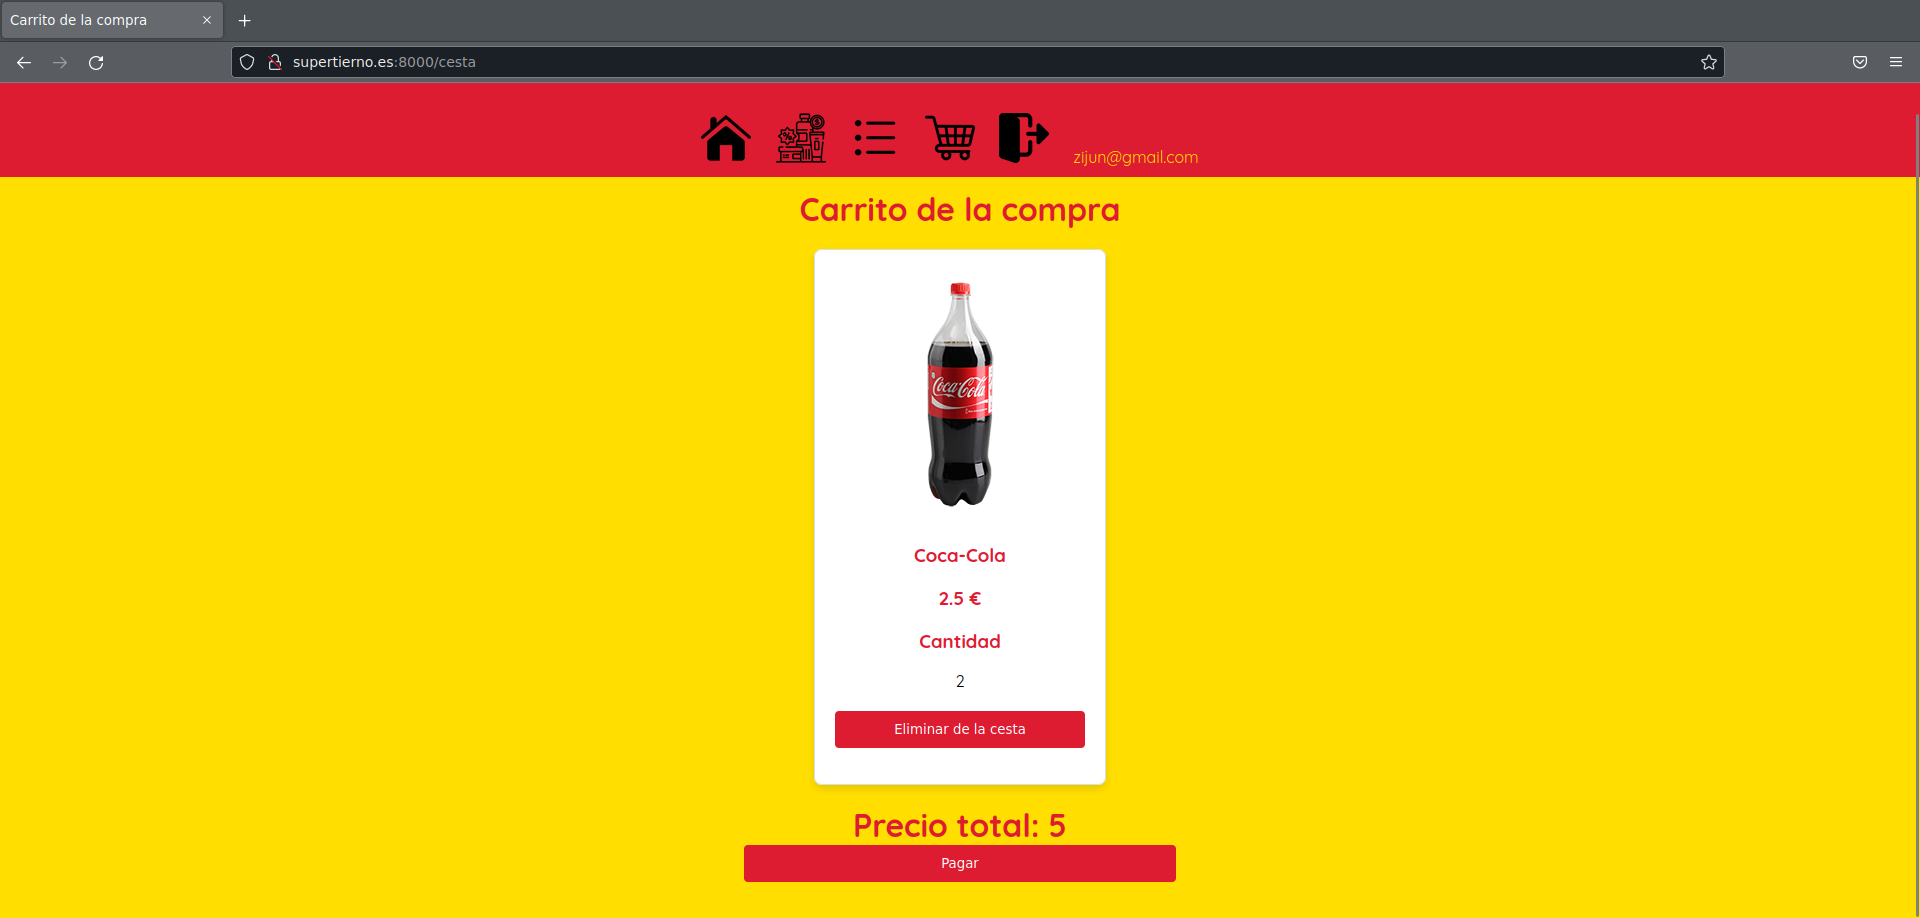 Carrito de la compra
supertierno.es:8000/cesta
zijun@gmail.com
Carrito de la compra
Coca-Cola
Coca-Cola
2.5 €
Cantidad
2
Eliminar de la cesta
Precio total: 5
Pagar